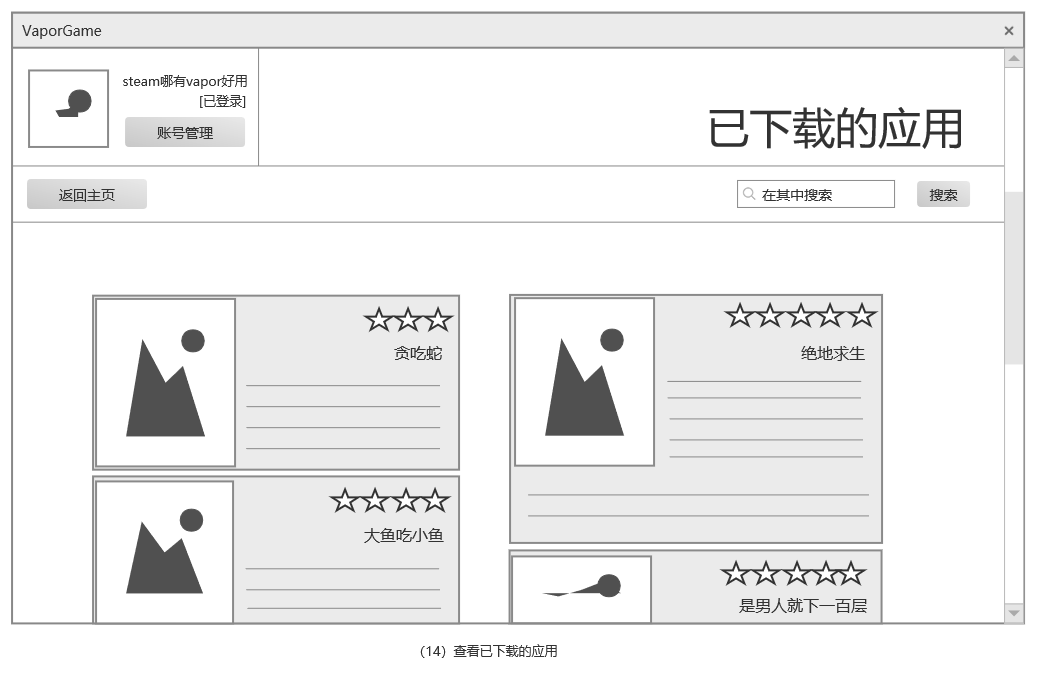 VaporGame
steam哪有vapor好用
[已登录]
账号管理
已下载的应用
返回主页
在其中搜索
搜索
贪吃蛇
绝地求生
大鱼吃小鱼
是男人就下一百层
（14）查看已下载的应用